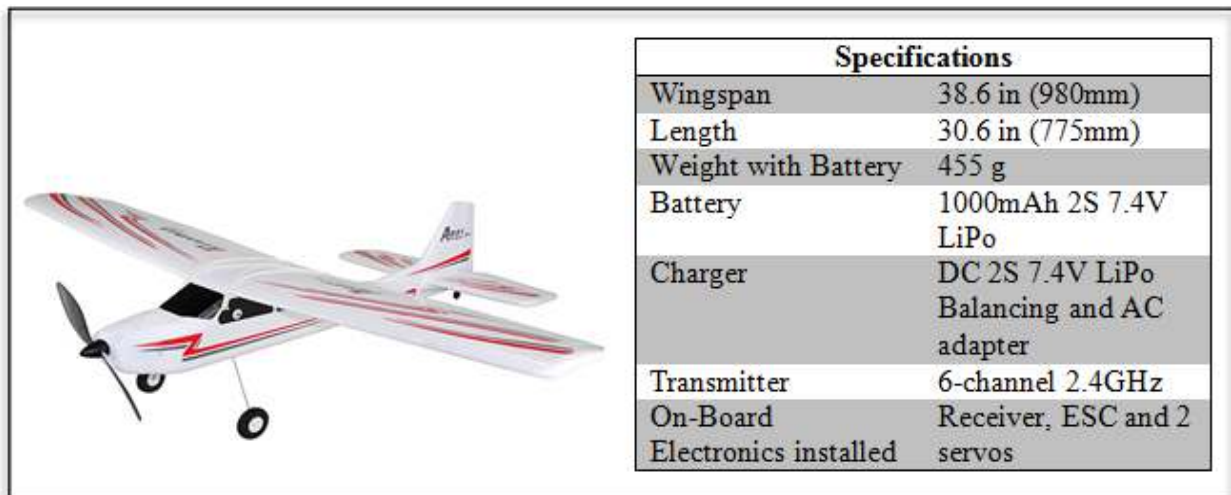 Specifications
Wingspan 38.6 in (980mm)
Length 30.6 in (775mm)
Weight with Battery 455 g
Battery 1000mAh 2S 7.4V
LiPo
Charger DC 2S 7.4V LiPo
Balancing and AC
adapter
Transmitter 6-channel 2.4GHz
On-Board Receiver, ESC and 2
Electronics installed servos